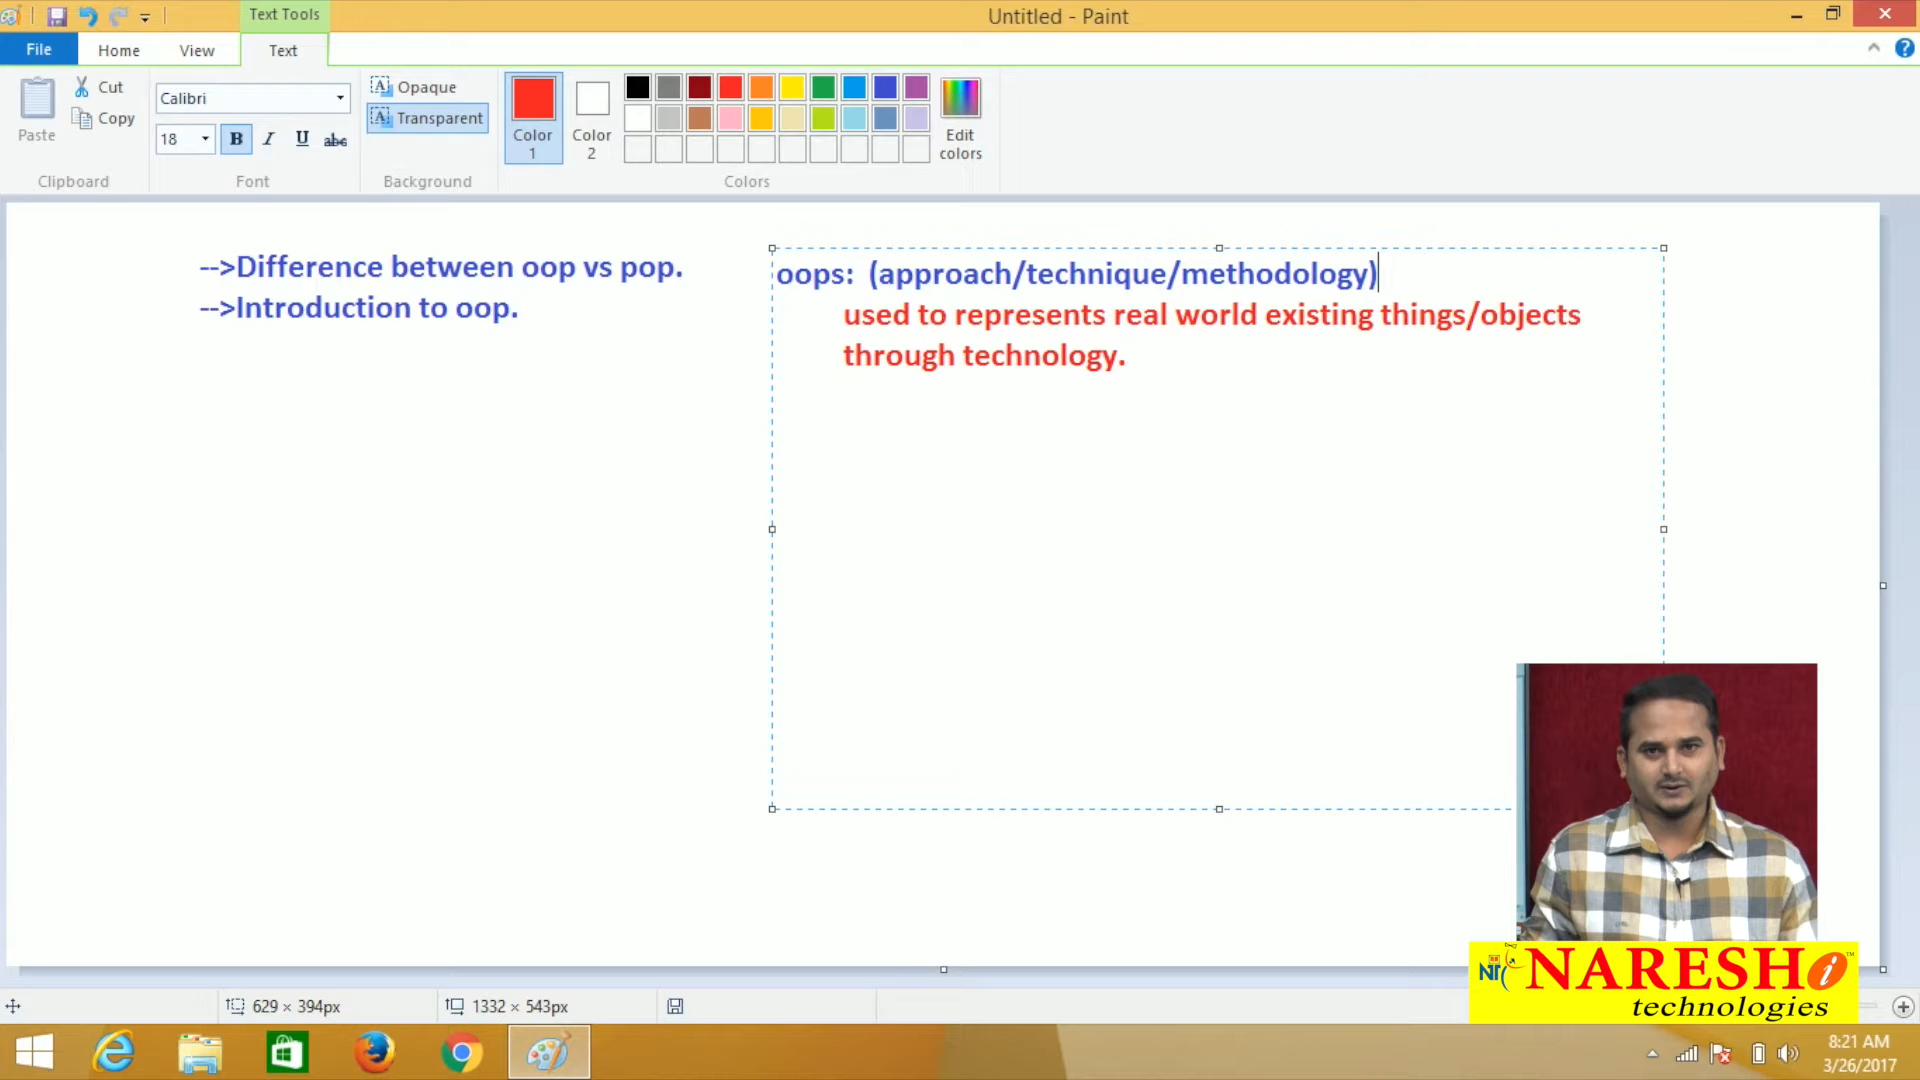 Text Tools
Untitled - Paint
File
Home
View
Text
Paste
Cut
Copy
Clipboard
Calibri
18
B
I
U
abc
Font
Opaque
Transparent
Background
Color
1
Color
2
Edit
colors
Colors
-->Difference between oop vs pop.
-->Introduction to oop.
oops: (approach/technique/methodology)
used to represents real world existing things/objects
through technology.
NARESH i ™
technologies
629 × 394px
1332 × 543px
8:21 AM
3/26/2017